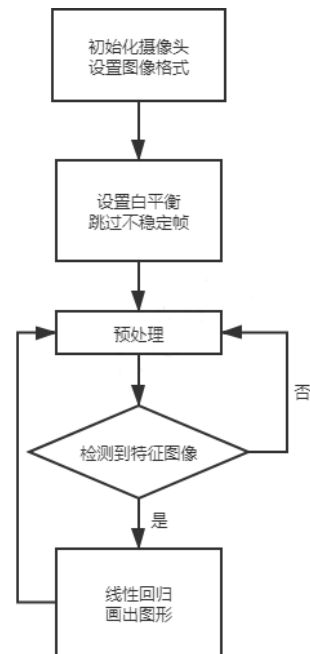 初始化摄像头
设置图像格式
设置白平衡
跳过不稳定帧
预处理
否
检测到特征图像
是
线性回归
画出图形